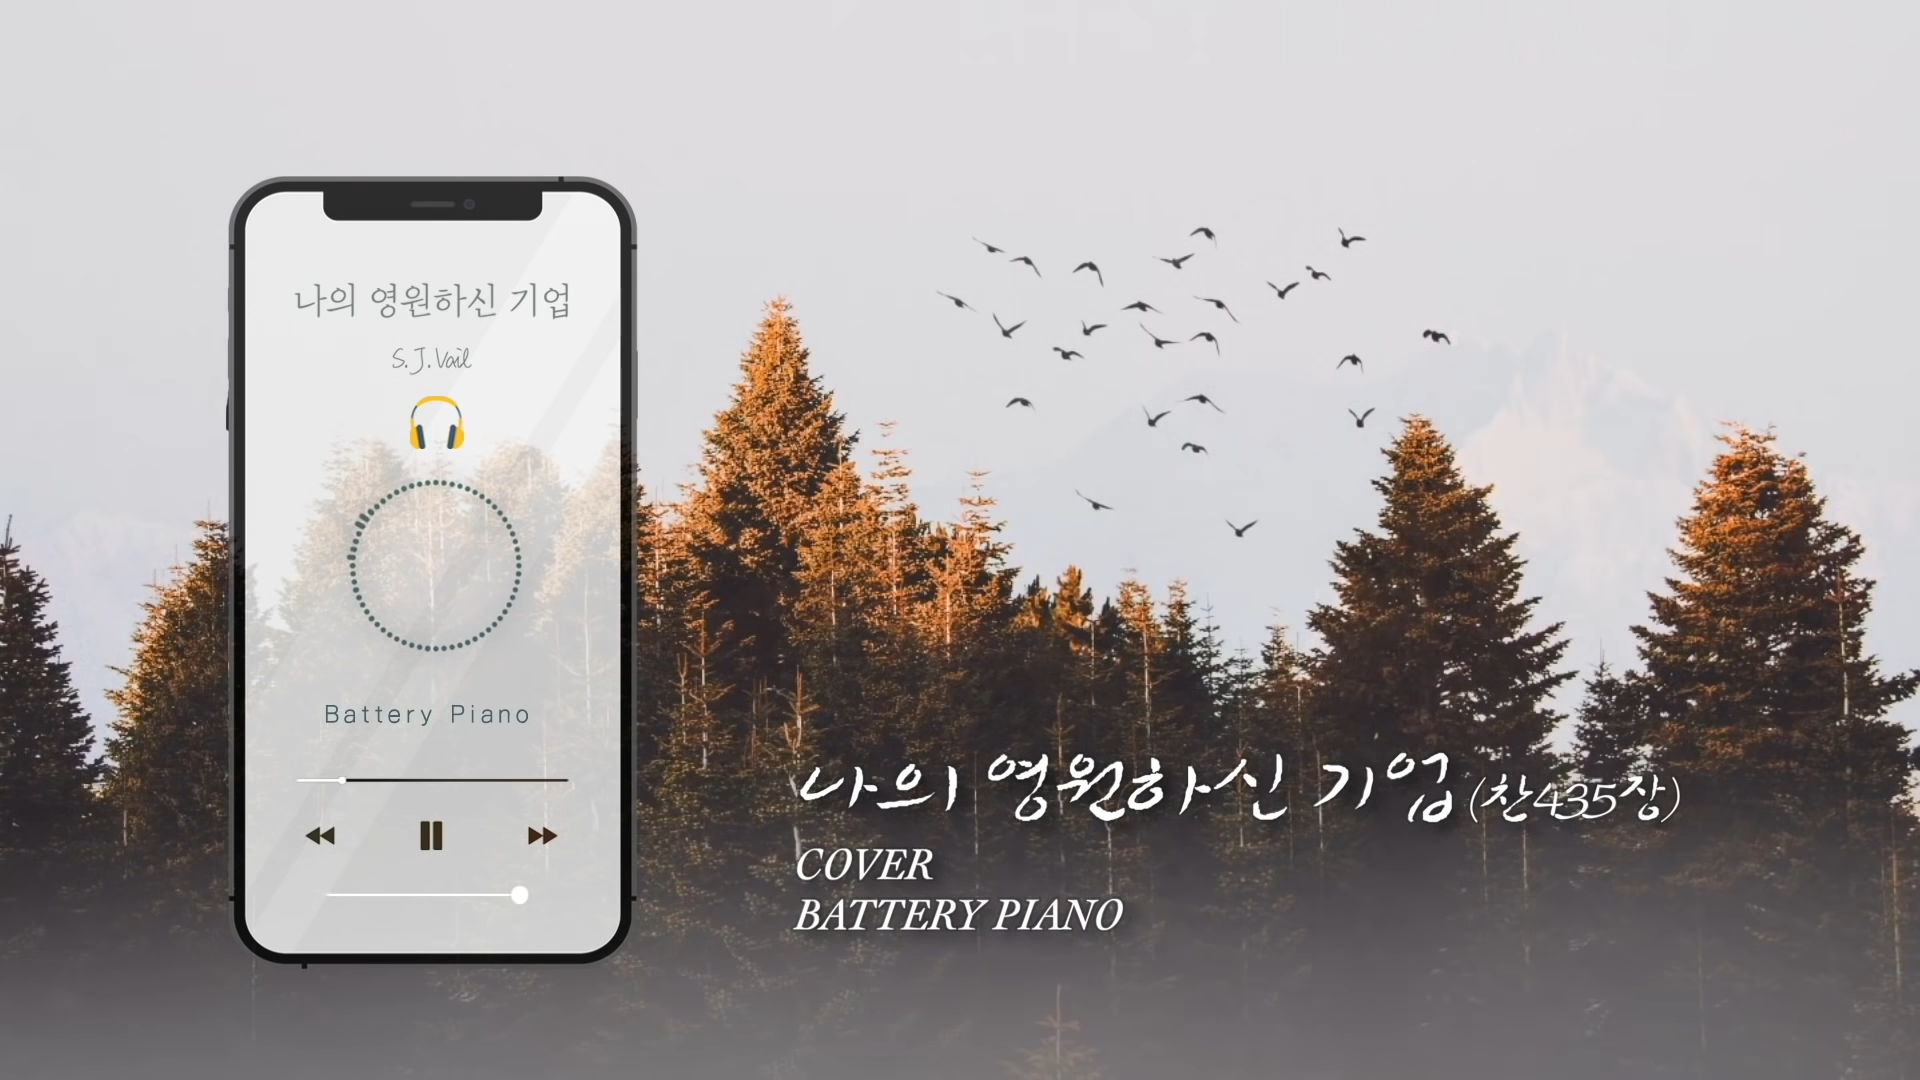 나의 영원하신 기업
S. J. Vail
Battery Piano
나의 영원하신 기업 (찬435장)
COVER
BATTERY PIANO